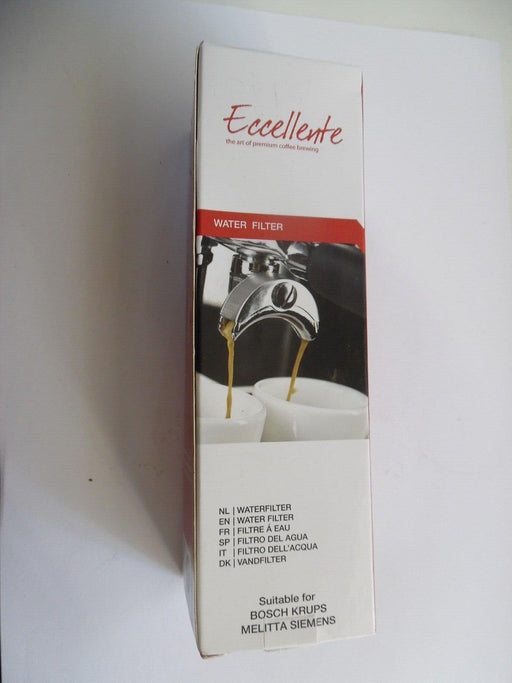 Eccellente
the art of premium coffee brewing
WATER FILTER
NL | WATERFILTER
EN | WATER FILTER
FR | FILTRE Á EAU
SP | FILTRO DEL AGUA
IT | FILTRO DELL'ACQUA
DK | VANDFILTER
Suitable for
BOSCH KRUPS
MELITTA SIEMENS